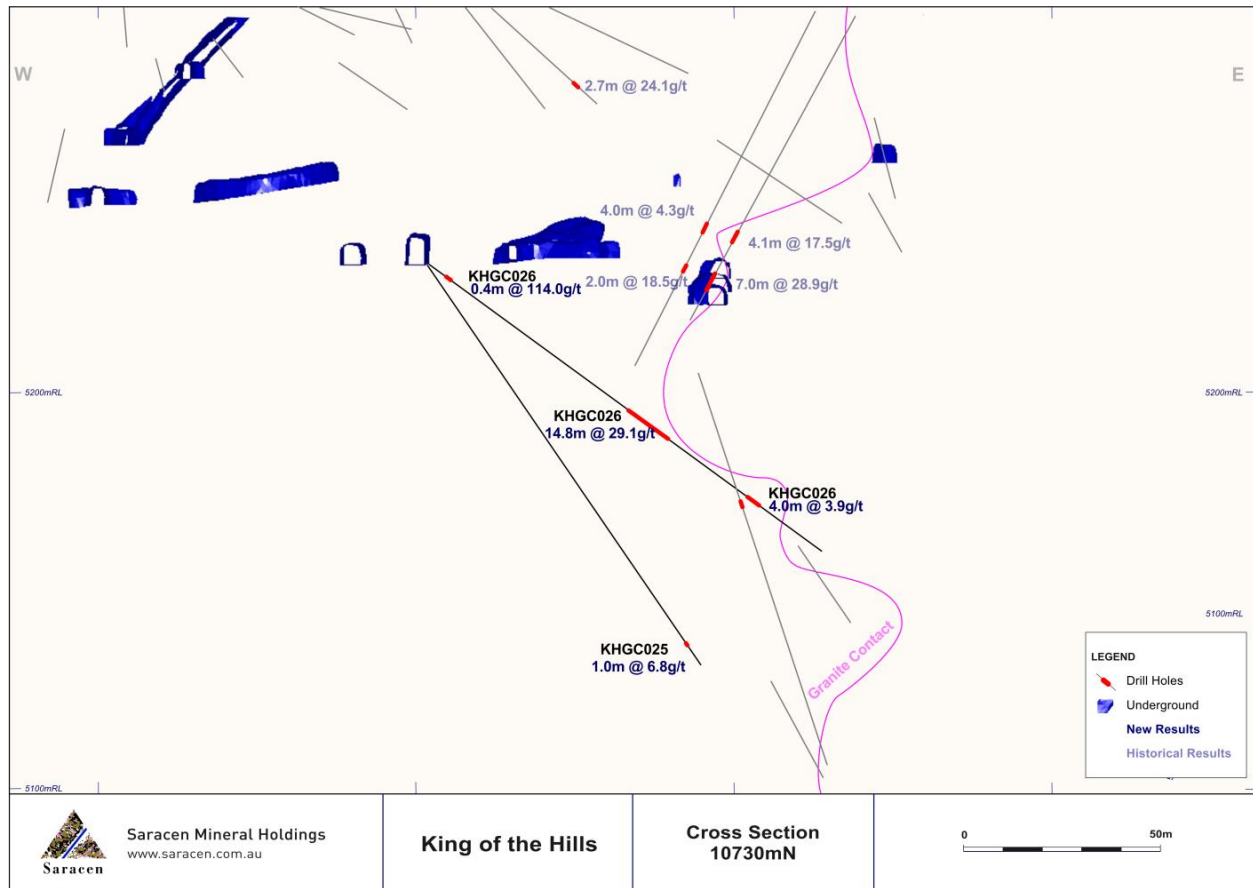 W
E
2.7m @ 24.1g/t
4.0m @ 4.3g/t
4.1m @ 17.5g/t
2.0m @ 18.5g/t
7.0m @ 28.9g/t
KHGC026
0.4m @ 114.0g/t
5200mRL
5200mRL
KHGC026
14.8m @ 29.1g/t
KHGC026
4.0m @ 3.9g/t
5100mRL
KHGC025
1.0m @ 6.8g/t
Granite Contact
LEGEND
Drill Holes
Underground
New Results
Historical Results
5100mRL
Saracen
Saracen Mineral Holdings
www.saracen.com.au
King of the Hills
Cross Section
10730mN
0
50m